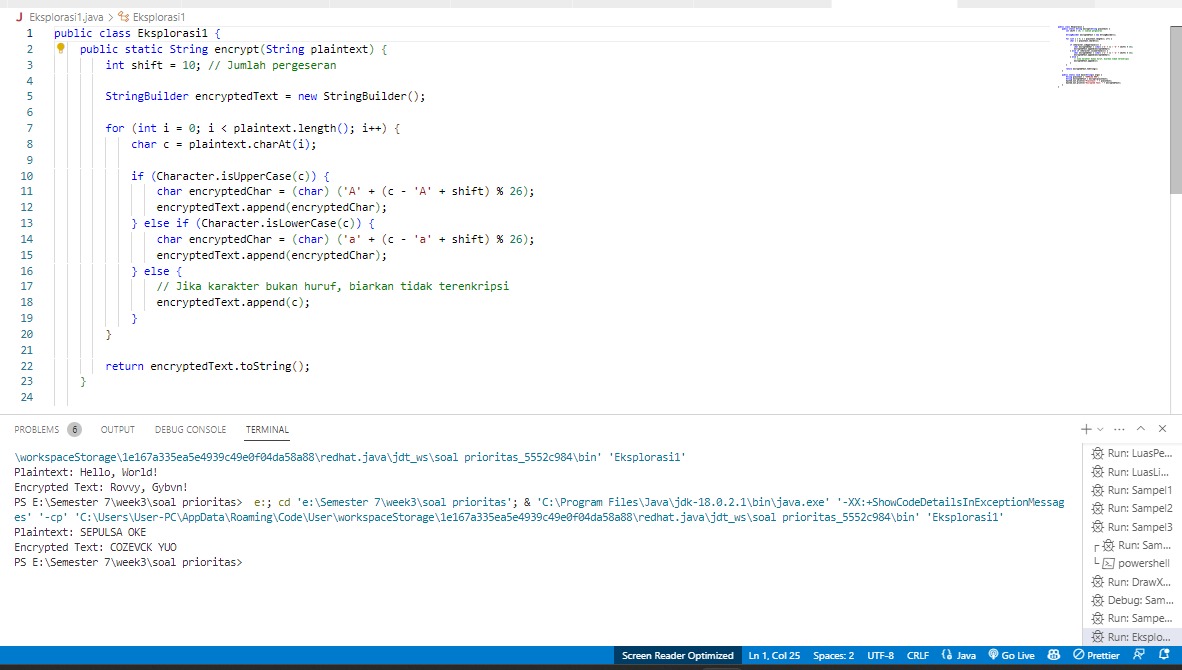 J Eksplorasi1.java > Eksplorasi1
1 public class Eksplorasi1 {
2 public static String encrypt(String plaintext) {
3 int shift = 10; // Jumlah pergeseran
4
5 StringBuilder encryptedText = new StringBuilder();
6
7 for (int i = 0; i < plaintext.length(); i++) {
8 char c = plaintext.charAt(i);
9
10 if (Character.isUpperCase(c)) {
11 char encryptedChar = (char) ('A' + (c - 'A' + shift) % 26);
12 encryptedText.append(encryptedChar);
13 } else if (Character.isLowerCase(c)) {
14 char encryptedChar = (char) ('a' + (c - 'a' + shift) % 26);
15 encryptedText.append(encryptedChar);
16 } else {
17 // Jika karakter bukan huruf, biarkan tidak terenkripsi
18 encryptedText.append(c);
19 }
20 }
21
22 return encryptedText.toString();
23 }
24
PROBLEMS 6 OUTPUT DEBUG CONSOLE TERMINAL
\workspaceStorage\1e167a335ea5e4939c49e0f04da58a88\redhat.java\jdt_ws\soal prioritas_5552c984\bin' 'Eksplorasi1'
Plaintext: Hello, World!
Encrypted Text: Rovvy, Gybvn!
PS E:\Semester 7\week3\soal prioritas> e:; cd 'e:\Semester 7\week3\soal prioritas'; & 'C:\Program Files\Java\jdk-18.0.2.1\bin\java.exe' '-XX:+ShowCodeDetailsInExceptionMessag
es' '-cp' 'C:\Users\User-PC\AppData\Roaming\Code\User\workspaceStorage\1e167a335ea5e4939c49e0f04da58a88\redhat.java\jdt_ws\soal prioritas_5552c984\bin' 'Eksplorasi1'
Plaintext: SEPULSA OKE
Encrypted Text: COZEVCK YUO
PS E:\Semester 7\week3\soal prioritas>
Run: LuasPe...
Run: LuasLi...
Run: Sampel1
Run: Sampel2
Run: Sampel3
Run: Sam...
powershell
Run: DrawX...
Debug: Sam...
Run: Sampe...
Run: Eksplo...
Screen Reader Optimized Ln 1, Col 25 Spaces: 2 UTF-8 CRLF {} Java Go Live Prettier